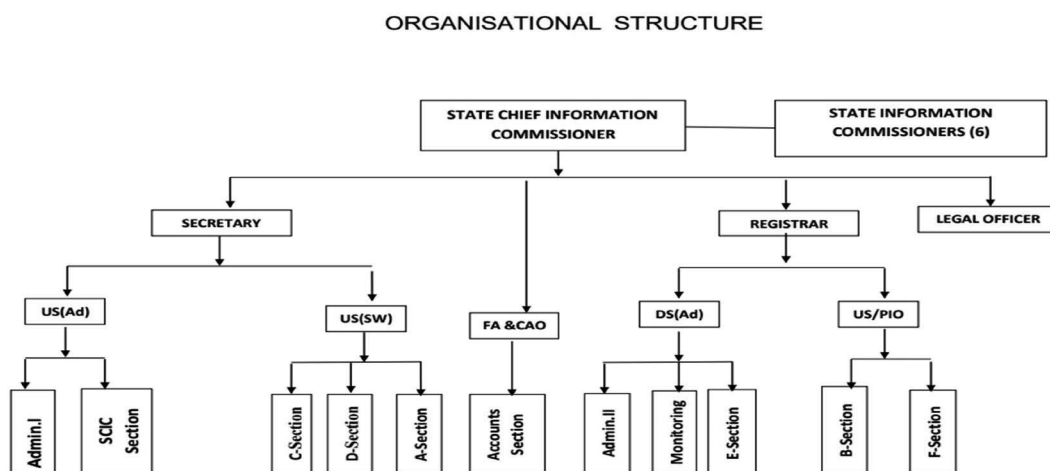 ORGANISATIONAL STRUCTURE
STATE CHIEF INFORMATION
COMMISSIONER
STATE INFORMATION
COMMISSIONERS (6)
SECRETARY
REGISTRAR
LEGAL OFFICER
US(Ad)
US(SW)
FA &CAO
DS(Ad)
US/PIO
Admin.I
SCIC
Section
C-Section
D-Section
A-Section
Accounts
Section
Admin.II
Monitoring
E-Section
B-Section
F-Section